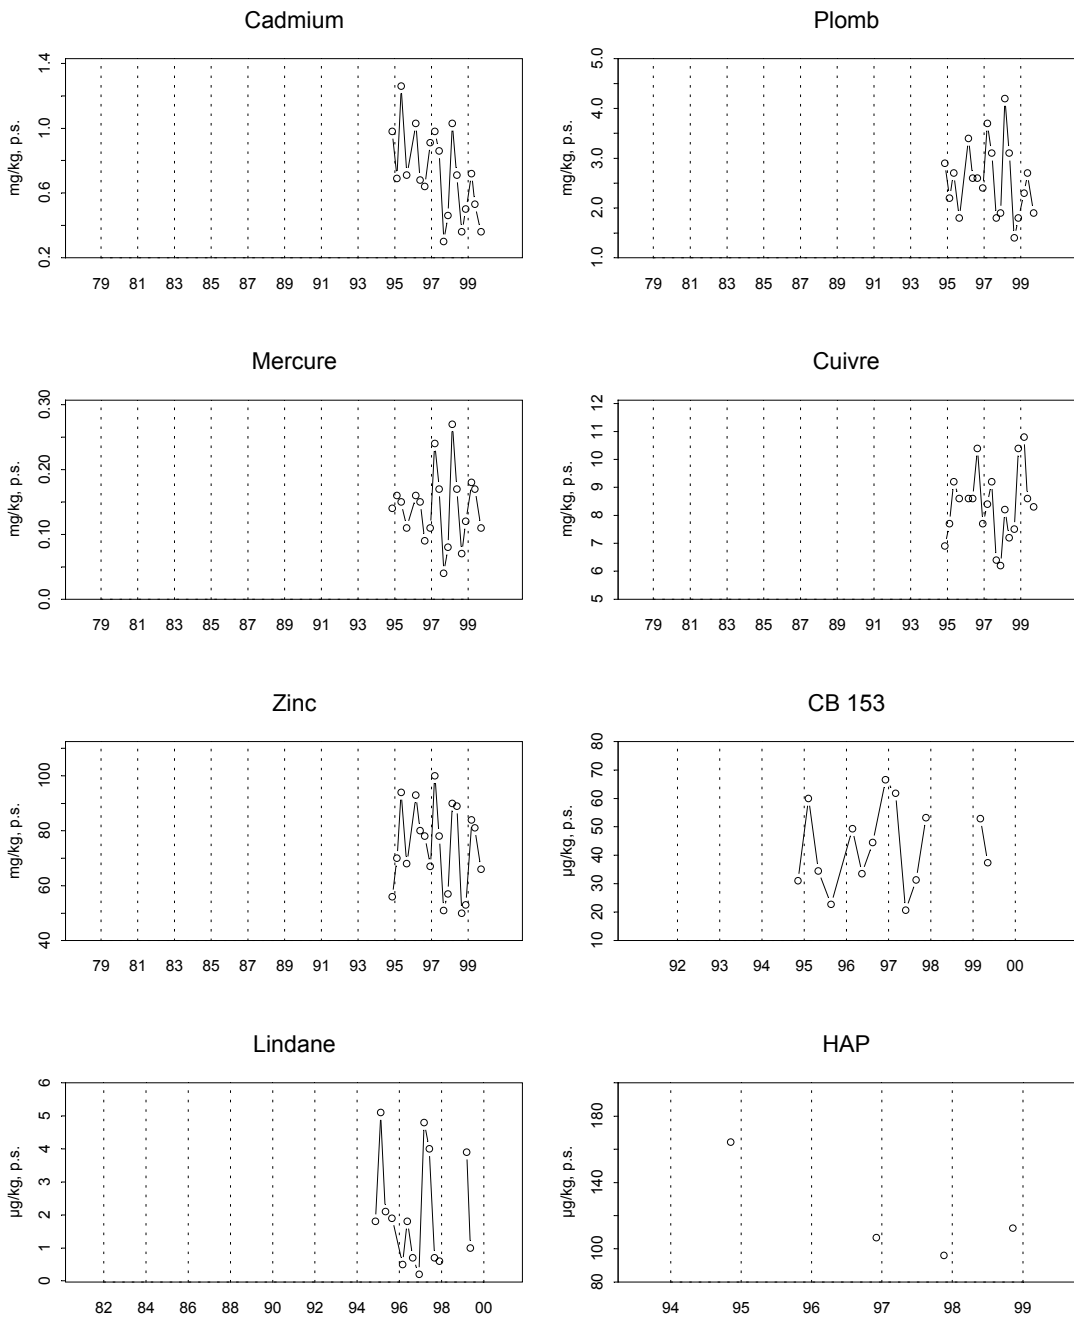 Cadmium
mg/kg, p.s.
1.4
1.0
0.6
0.2
79 81 83 85 87 89 91 93 95 97 99
Plomb
mg/kg, p.s.
5.0
4.0
3.0
2.0
1.0
79 81 83 85 87 89 91 93 95 97 99
Mercure
mg/kg, p.s.
0.30
0.20
0.10
0.0
79 81 83 85 87 89 91 93 95 97 99
Cuivre
mg/kg, p.s.
12
11
10
9
8
7
6
5
79 81 83 85 87 89 91 93 95 97 99
Zinc
mg/kg, p.s.
100
80
60
40
79 81 83 85 87 89 91 93 95 97 99
CB 153
µg/kg, p.s.
80
70
60
50
40
30
20
10
92 93 94 95 96 97 98 99 00
Lindane
µg/kg, p.s.
6
5
4
3
2
1
0
82 84 86 88 90 92 94 96 98 00
HAP
µg/kg, p.s.
180
140
100
80
94 95 96 97 98 99